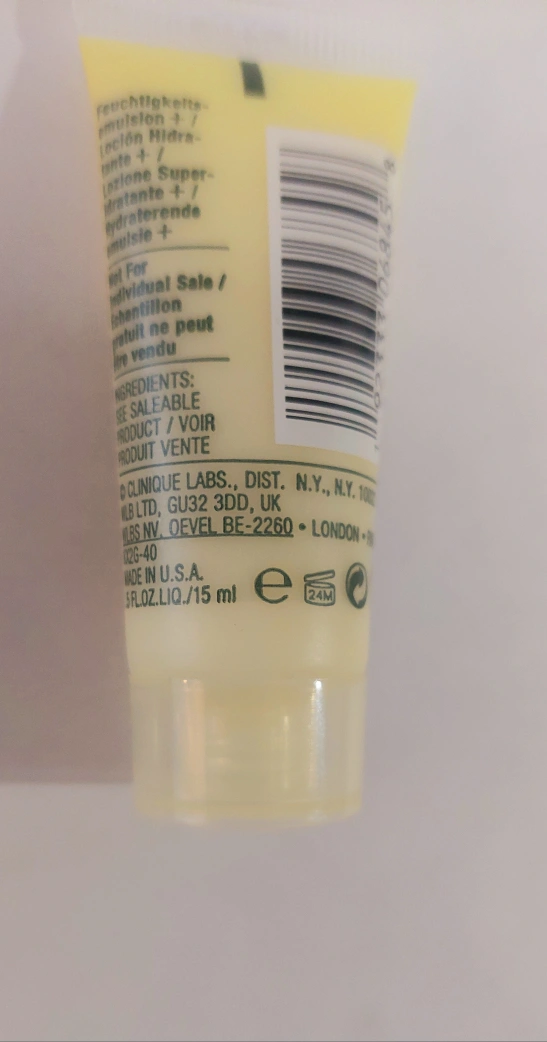 Feuchtigkeits-
emulsion + /
Loción Hidra-
tante + /
Lozione Super-
idratante + /
Hydraterende
emulsie +
Not For
Individual Sale /
Echantillon
gratuit ne peut
être vendu
INGREDIENTS:
SEE SALEABLE
PRODUCT / VOIR
PRODUIT VENTE
© CLINIQUE LABS., DIST. N.Y., N.Y.
LTD, GU32 3DD, UK
NV, OEVEL BE-2260 • LONDON •
MADE IN U.S.A.
FL.OZ.LIQ./15 ml e 24M